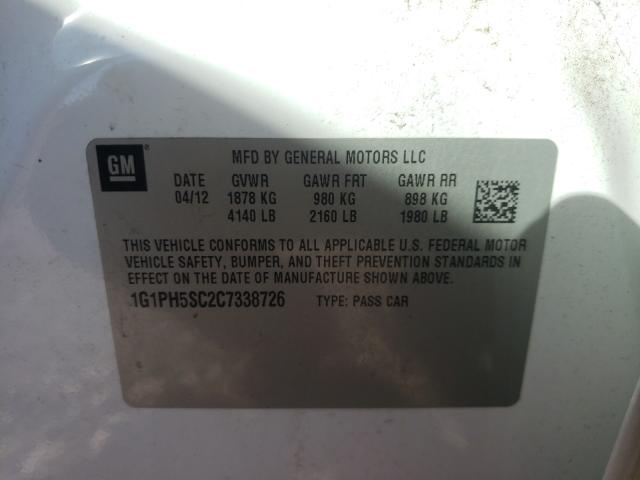 GM
MFD BY GENERAL MOTORS LLC
DATE GVWR GAWR FRT GAWR RR
04/12 1878 KG 980 KG 898 KG
4140 LB 2160 LB 1980 LB
THIS VEHICLE CONFORMS TO ALL APPLICABLE U.S. FEDERAL MOTOR
VEHICLE SAFETY, BUMPER, AND THEFT PREVENTION STANDARDS IN
EFFECT ON THE DATE OF MANUFACTURE SHOWN ABOVE.
1G1PH5SC2C7338726 TYPE: PASS CAR